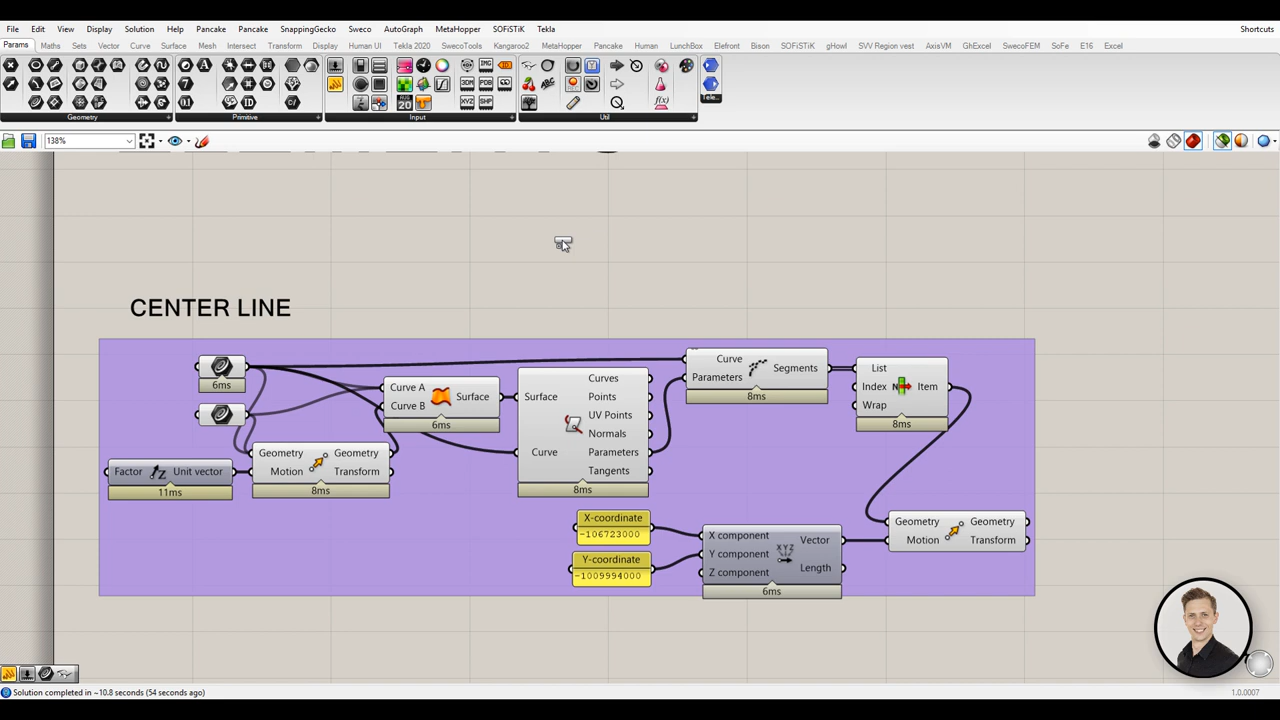 File Edit View Display Solution Help Pancake Pancake SnappingGecko Sweco AutoGraph MetaHopper SOFiSTiK Tekla Shortcuts
Params Maths Sets Vector Curve Surface Mesh Intersect Transform Display Human UI Tekla 2020 SwecoTools Kangaroo2 MetaHopper Pancake Human LunchBox Elefront Bison SOFiSTiK gHowl SVV Region vest AxisVM GhExcel SwecoFEM SoFe E16 Excel
Geometry Primitive Input Util Tele..
138%
CENTER LINE
6ms
Factor Unit vector
11ms
Geometry Geometry
Motion Transform
8ms
Curve A Surface
Curve B
6ms
Surface Curves
Points
UV Points
Normals
Curve Parameters
Tangents
8ms
Curve Segments
Parameters
8ms
List
Index Item
Wrap
8ms
X-coordinate
-106723000
Y-coordinate
-1009994000
X component Vector
Y component
Z component Length
6ms
Geometry Geometry
Motion Transform
Solution completed in ~10.8 seconds (54 seconds ago) 1.0.0007